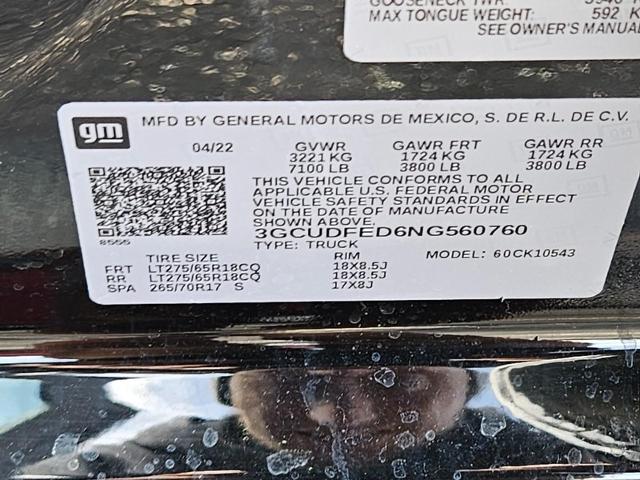 MAX TONGUE WEIGHT: 592 K
SEE OWNER'S MANUAL
gm
MFD BY GENERAL MOTORS DE MEXICO, S. DE R.L. DE C.V.
04/22 GVWR GAWR FRT GAWR RR
3221 KG 1724 KG 1724 KG
7100 LB 3800 LB 3800 LB
THIS VEHICLE CONFORMS TO ALL
APPLICABLE U.S. FEDERAL MOTOR
VEHICLE SAFETY STANDARDS IN EFFECT
ON THE DATE OF MANUFACTURE
SHOWN ABOVE.
3GCUDFED6NG560760
8555
TYPE: TRUCK
TIRE SIZE RIM MODEL: 60CK10543
FRT LT275/65R18CQ 18X8.5J
RR LT275/65R18CQ 18X8.5J
SPA 265/70R17 S 17X8J